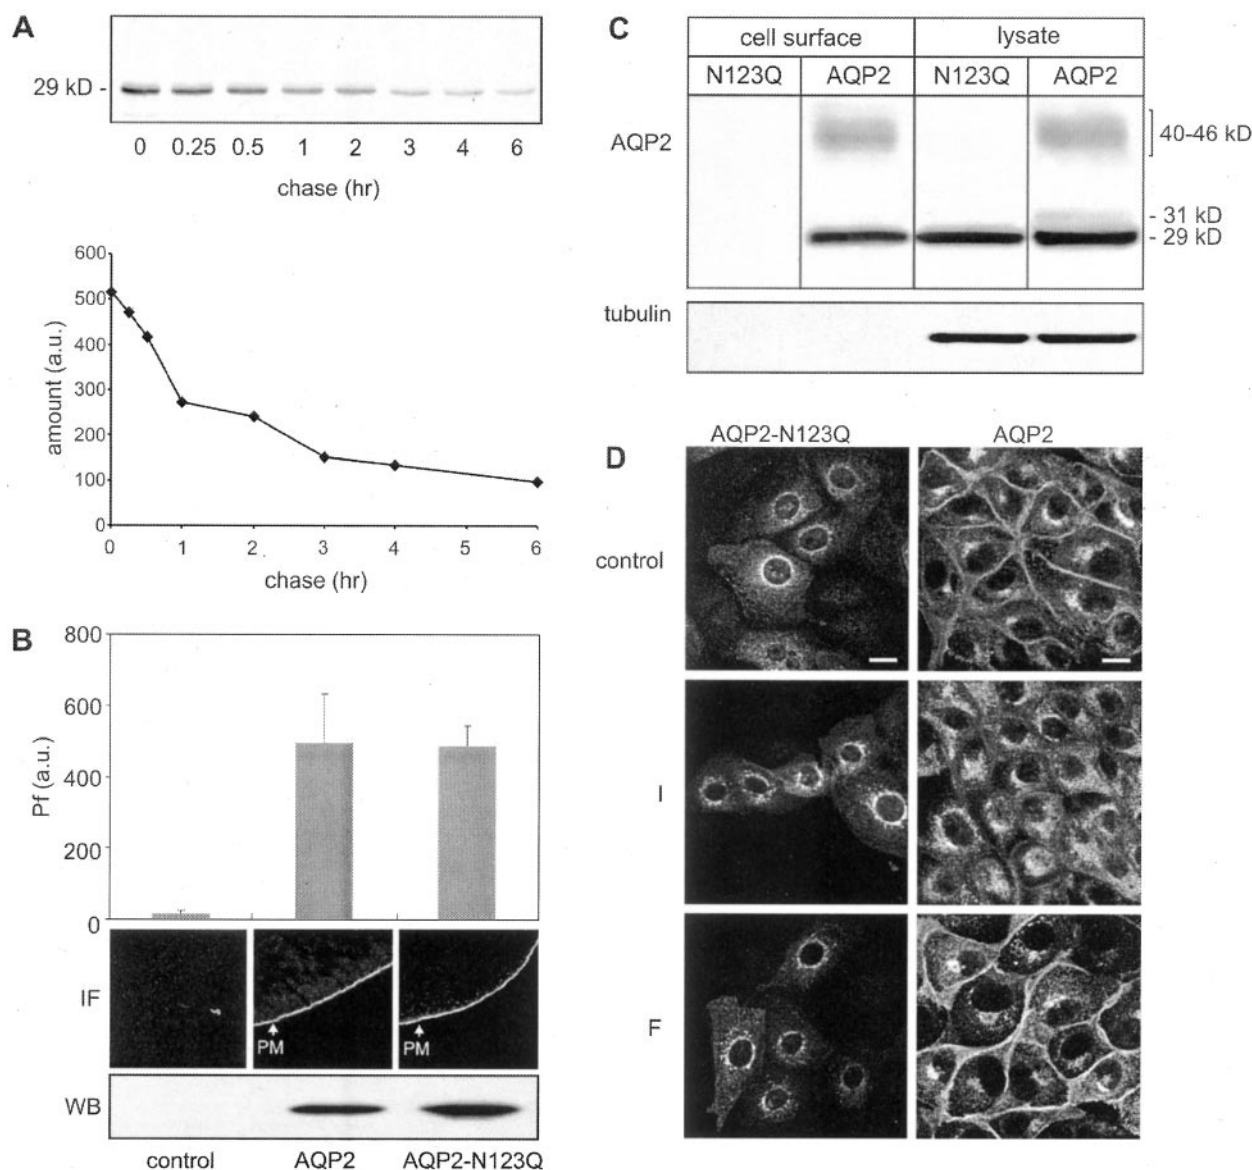 A
29 kD -
0 0.25 0.5 1 2 3 4 6
chase (hr)
600
500
400
300
200
100
0
amount (a.u.)
0 1 2 3 4 5 6
chase (hr)
B
800
600
400
200
0
Pf (a.u.)
IF
PM
PM
WB
control AQP2 AQP2-N123Q
C
cell surface lysate
N123Q AQP2 N123Q AQP2
AQP2
40-46 kD
- 31 kD
- 29 kD
tubulin
D
AQP2-N123Q AQP2
control
I
F